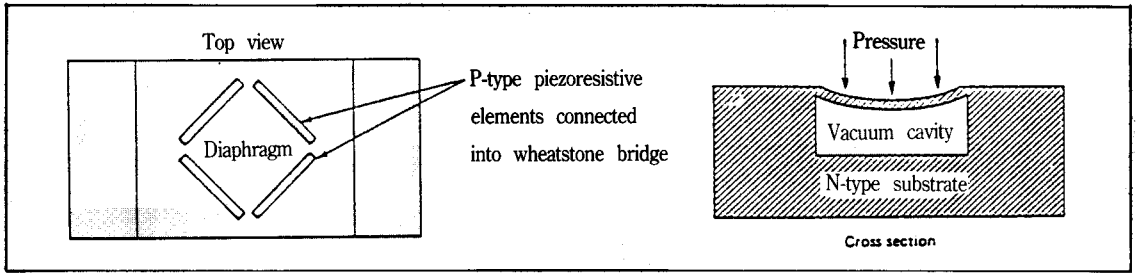 Top view
Diaphragm
P-type piezoresistive
elements connected
into wheatstone bridge
Pressure
Vacuum cavity
N-type substrate
Cross section